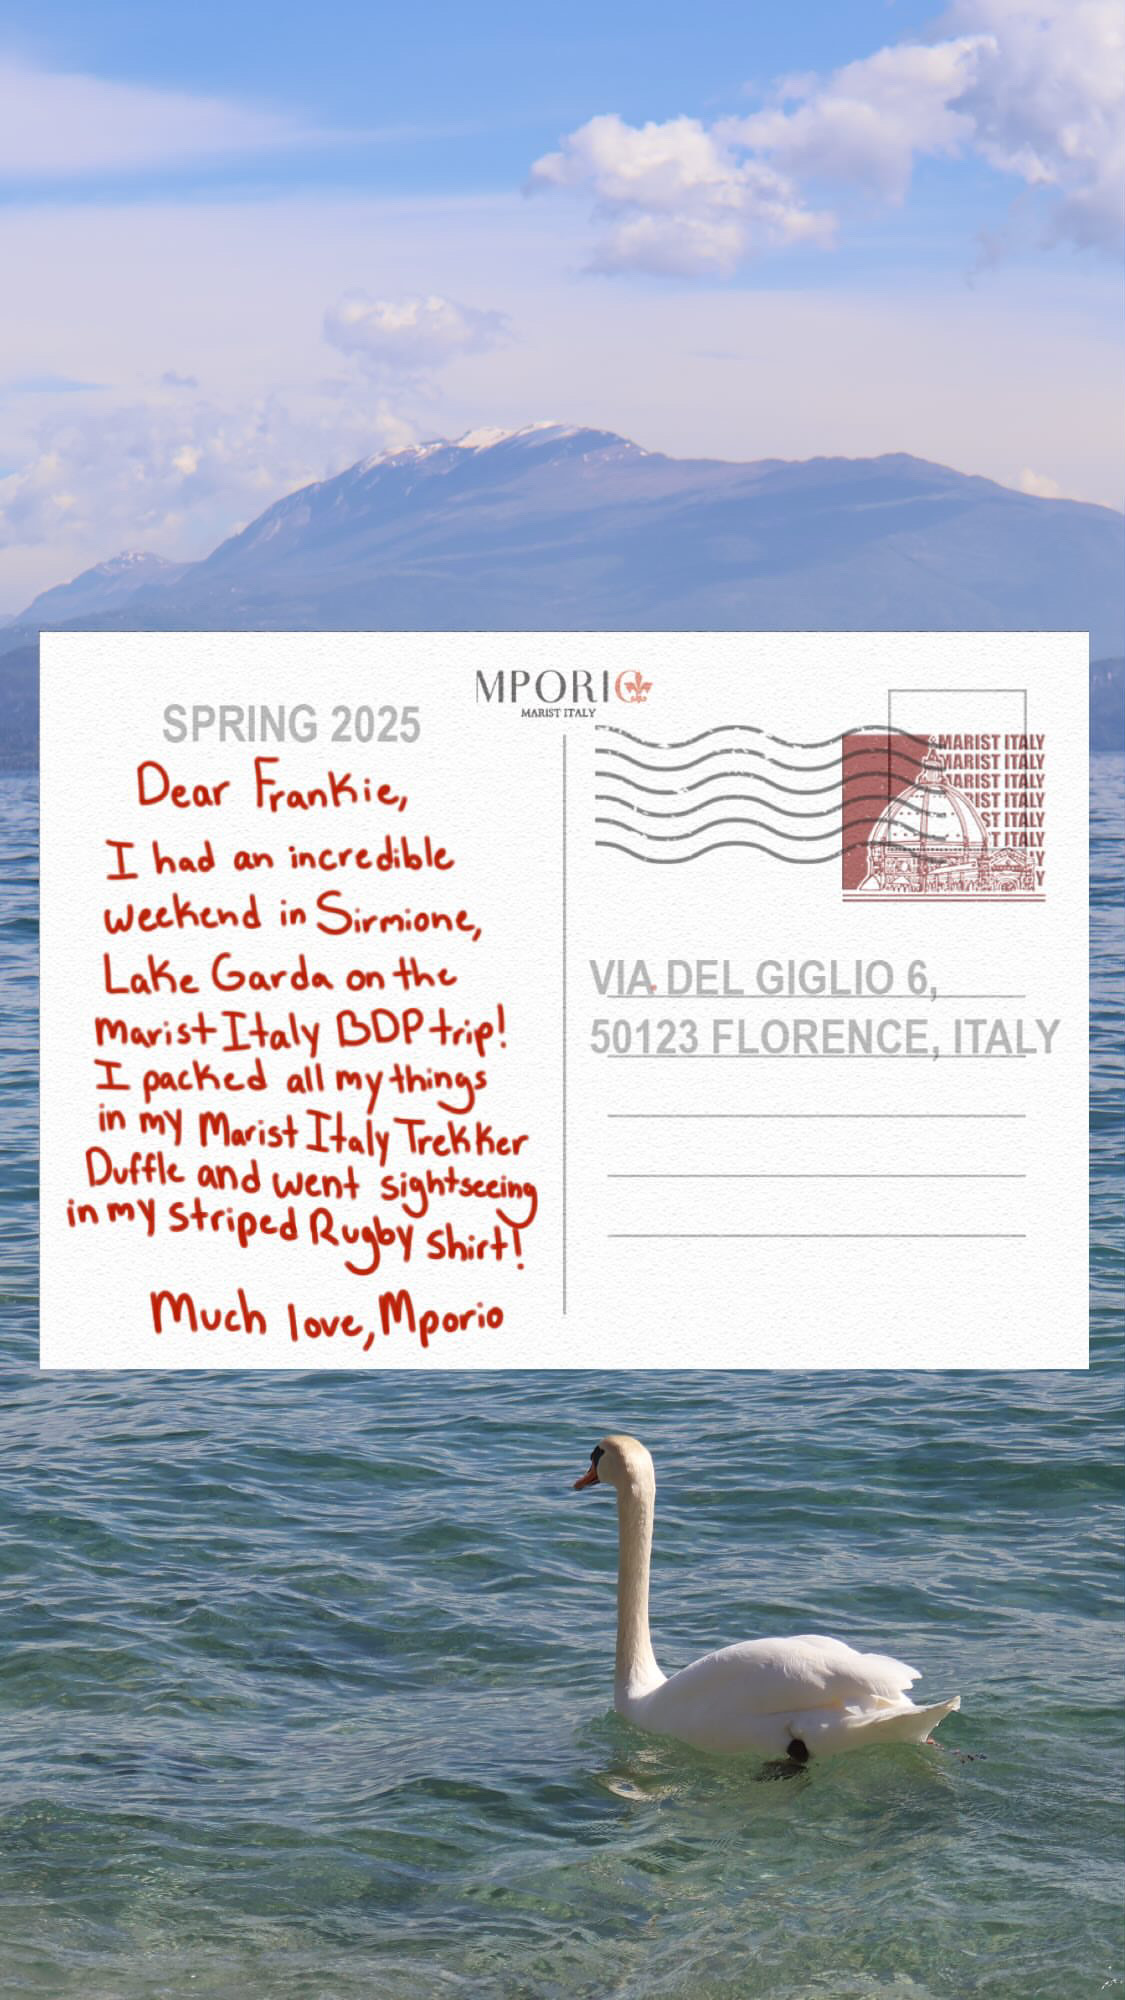 MPORIO
MARIST ITALY
SPRING 2025
Dear Frankie,
I had an incredible
weekend in Sirmione,
Lake Garda on the
Marist Italy BDP trip!
I packed all my things
in my Marist Italy Trekker
Duffle and went sightseeing
in my striped Rugby shirt!
Much love, Mporio
MARIST ITALY
MARIST ITALY
MARIST ITALY
RIST ITALY
ST ITALY
T ITALY
Y
Y
VIA DEL GIGLIO 6,
50123 FLORENCE, ITALY